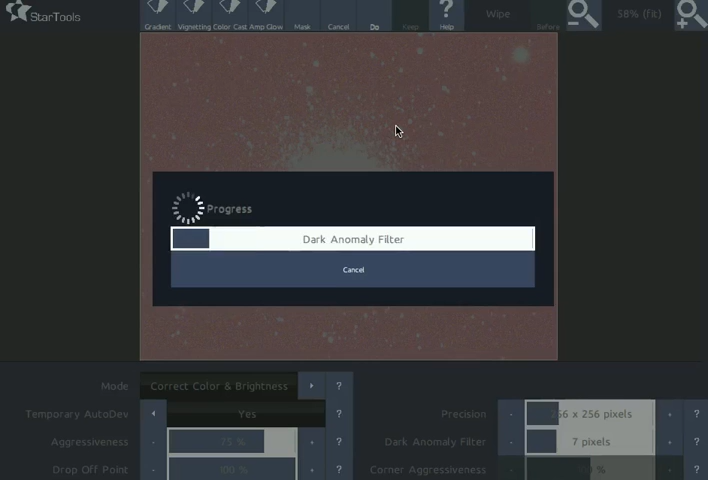 StarTools
Gradient Vignetting Color Cast Amp Glow Mask Cancel Do Keep Help Wipe Before 58% (fit)
Progress
Dark Anomaly Filter
Cancel
Mode Correct Color & Brightness ?
Temporary AutoDev Yes ? Precision - 256 x 256 pixels + ?
Aggressiveness - 75 % + ? Dark Anomaly Filter - 7 pixels + ?
Drop Off Point - 100 % + ? Corner Aggressiveness - % + ?